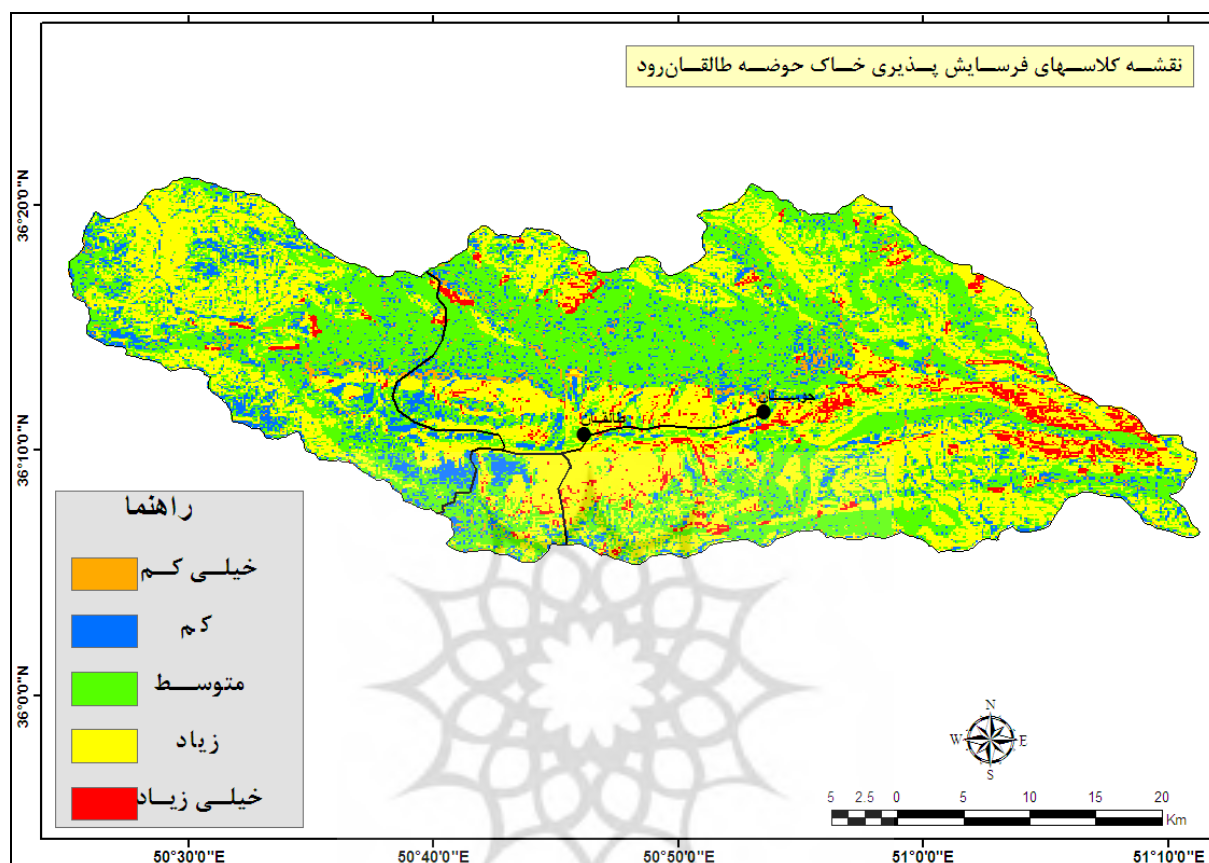 نقشه کلاسهای فرسایش پذیری خاک حوضه طالقان‌رود
36°20'0"N
36°10'0"N
36°0'0"N
طالقان
راهنما
خیلی کم
کم
متوسط
زیاد
خیلی زیاد
N
W E
S
5 2.5 0 5 10 15 20
Km
50°30'0"E 50°40'0"E 50°50'0"E 51°0'0"E 51°10'0"E